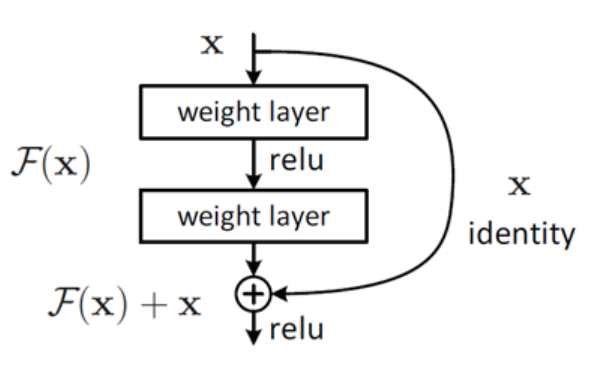 x
weight layer
F(x)
relu
x
weight layer
identity
F(x) + x
relu